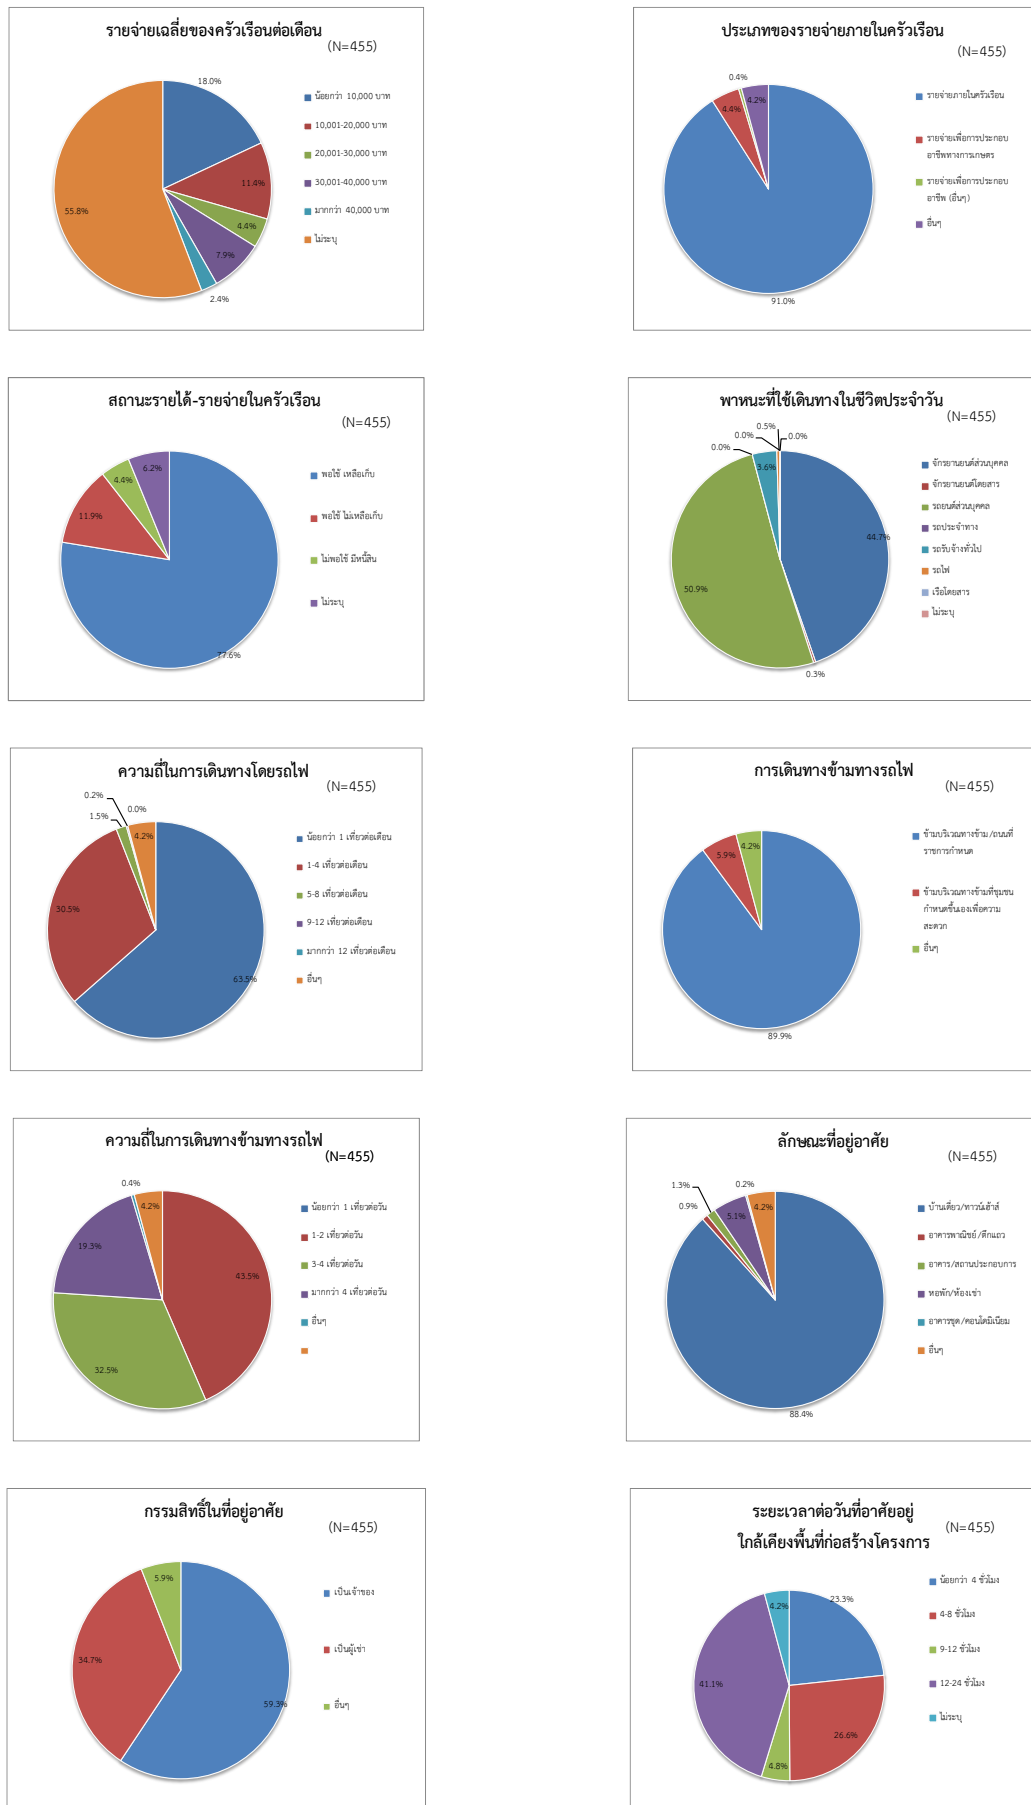 รายจ่ายเฉลี่ยของครัวเรือนต่อเดือน
(N=455)
18.0%
11.4%
4.4%
7.9%
2.4%
55.8%
น้อยกว่า 10,000 บาท
10,001-20,000 บาท
20,001-30,000 บาท
30,001-40,000 บาท
มากกว่า 40,000 บาท
ไม่ระบุ
ประเภทของรายจ่ายภายในครัวเรือน
(N=455)
0.4%
4.2%
4.4%
91.0%
รายจ่ายภายในครัวเรือน
รายจ่ายเพื่อการประกอบ
อาชีพทางการเกษตร
รายจ่ายเพื่อการประกอบ
อาชีพ (อื่นๆ)
อื่นๆ
สถานะรายได้-รายจ่ายในครัวเรือน
(N=455)
6.2%
4.4%
11.9%
77.6%
พอใช้ เหลือเก็บ
พอใช้ ไม่เหลือเก็บ
ไม่พอใช้ มีหนี้สิน
ไม่ระบุ
พาหนะที่ใช้เดินทางในชีวิตประจำวัน
(N=455)
0.5%
0.0%
0.0%
0.0%
3.6%
44.7%
50.9%
0.3%
จักรยานยนต์ส่วนบุคคล
จักรยานยนต์โดยสาร
รถยนต์ส่วนบุคคล
รถประจำทาง
รถรับจ้างทั่วไป
รถไฟ
เรือโดยสาร
ไม่ระบุ
ความถี่ในการเดินทางโดยรถไฟ
(N=455)
0.2%
0.0%
1.5%
4.2%
30.5%
63.5%
น้อยกว่า 1 เที่ยวต่อเดือน
1-4 เที่ยวต่อเดือน
5-8 เที่ยวต่อเดือน
9-12 เที่ยวต่อเดือน
มากกว่า 12 เที่ยวต่อเดือน
อื่นๆ
การเดินทางข้ามทางรถไฟ
(N=455)
4.2%
5.9%
89.9%
ข้ามบริเวณทางข้าม/ถนนที่
ราชการกำหนด
ข้ามบริเวณทางข้ามที่ชุมชน
กำหนดขึ้นเองเพื่อความ
สะดวก
อื่นๆ
ความถี่ในการเดินทางข้ามทางรถไฟ
(N=455)
0.4%
4.2%
19.3%
43.5%
32.5%
น้อยกว่า 1 เที่ยวต่อวัน
1-2 เที่ยวต่อวัน
3-4 เที่ยวต่อวัน
มากกว่า 4 เที่ยวต่อวัน
อื่นๆ
ลักษณะที่อยู่อาศัย
(N=455)
1.3%
0.2%
0.9%
4.2%
5.1%
88.4%
บ้านเดี่ยว/ทาวน์เฮ้าส์
อาคารพาณิชย์/ตึกแถว
อาคาร/สถานประกอบการ
หอพัก/ห้องเช่า
อาคารชุด/คอนโดมิเนียม
อื่นๆ
กรรมสิทธิ์ในที่อยู่อาศัย
(N=455)
5.9%
34.7%
59.3%
เป็นเจ้าของ
เป็นผู้เช่า
อื่นๆ
ระยะเวลาต่อวันที่อาศัยอยู่
(N=455)
ใกล้เคียงพื้นที่ก่อสร้างโครงการ
4.2%
23.3%
41.1%
26.6%
4.8%
น้อยกว่า 4 ชั่วโมง
4-8 ชั่วโมง
9-12 ชั่วโมง
12-24 ชั่วโมง
ไม่ระบุ